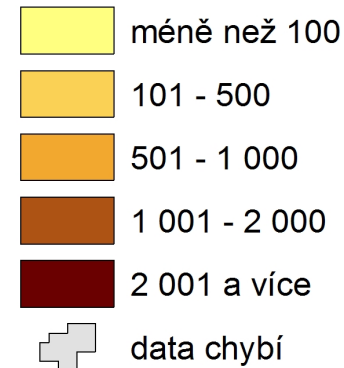 méně než 100
101 - 500
501 - 1 000
1 001 - 2 000
2 001 a více
data chybí